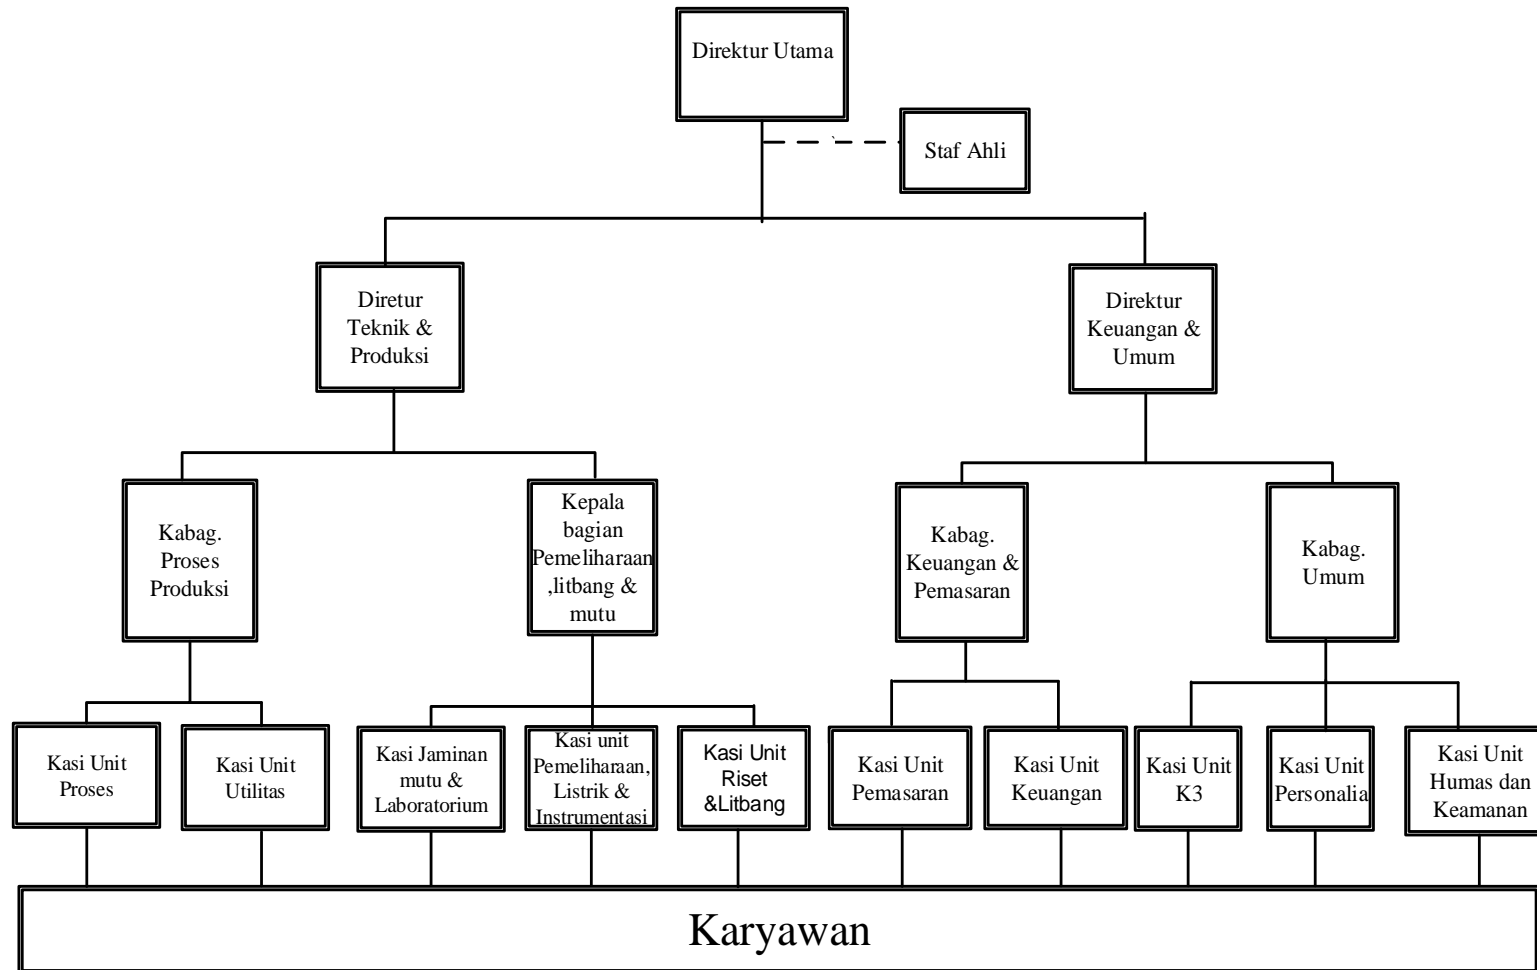 Direktur Utama
Staf Ahli
Diretur
Teknik &
Produksi
Direktur
Keuangan &
Umum
Kabag.
Proses
Produksi
Kepala
bagian
Pemeliharaan
,litbang &
mutu
Kabag.
Keuangan &
Pemasaran
Kabag.
Umum
Kasi Unit
Proses
Kasi Unit
Utilitas
Kasi Jaminan
mutu &
Laboratorium
Kasi unit
Pemeliharaan,
Listrik &
Instrumentasi
Kasi Unit
Riset
&Litbang
Kasi Unit
Pemasaran
Kasi Unit
Keuangan
Kasi Unit
K3
Kasi Unit
Personalia
Kasi Unit
Humas dan
Keamanan
Karyawan